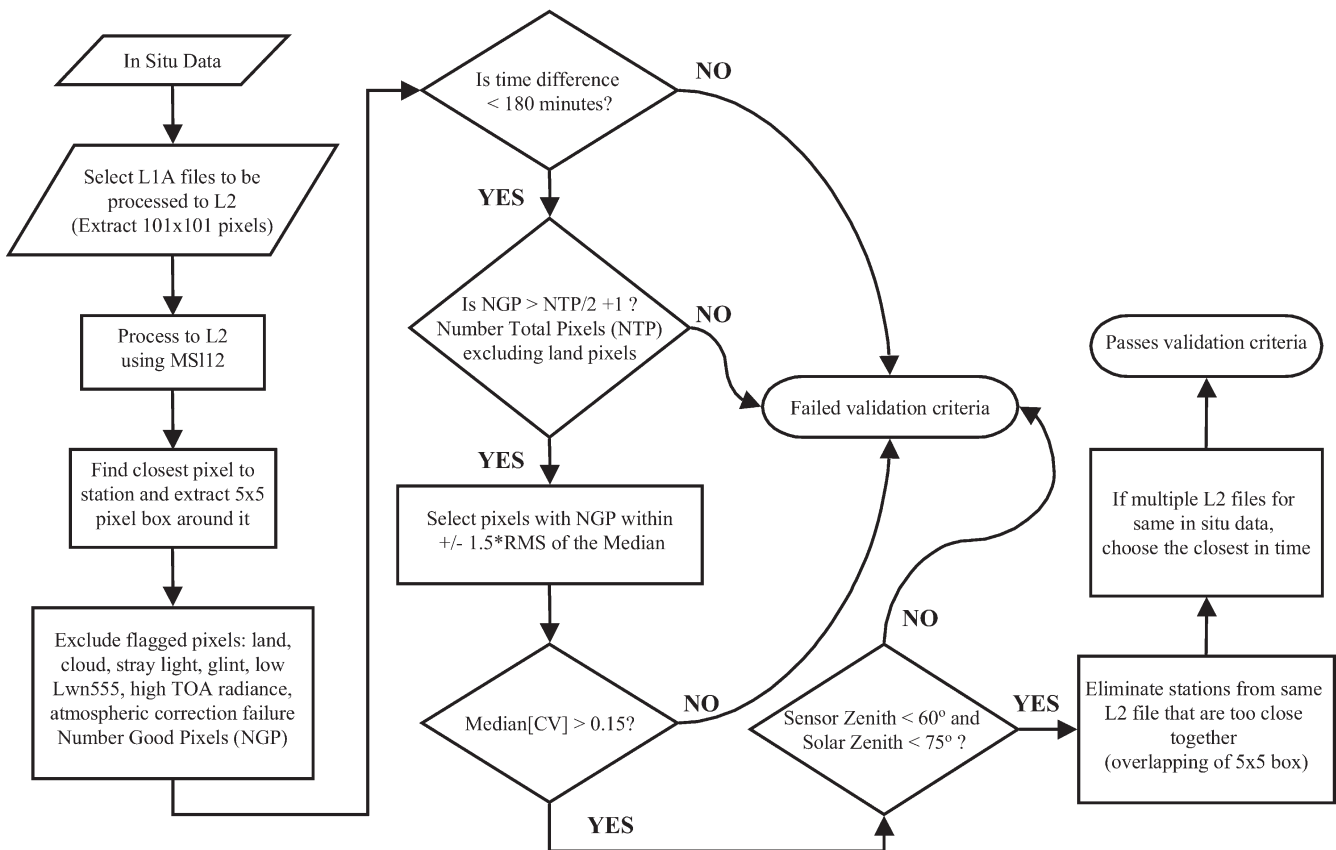 In Situ Data
Select L1A files to be
processed to L2
(Extract 101x101 pixels)
Process to L2
using MSl12
Find closest pixel to
station and extract 5x5
pixel box around it
Exclude flagged pixels: land,
cloud, stray light, glint, low
Lwn555, high TOA radiance,
atmospheric correction failure
Number Good Pixels (NGP)
Is time difference
< 180 minutes?
NO
YES
Is NGP > NTP/2 +1 ?
Number Total Pixels (NTP)
excluding land pixels
NO
YES
Select pixels with NGP within
+/- 1.5*RMS of the Median
Median[CV] > 0.15?
NO
YES
Failed validation criteria
Sensor Zenith < 60º and
Solar Zenith < 75º ?
NO
YES
Eliminate stations from same
L2 file that are too close
together
(overlapping of 5x5 box)
If multiple L2 files for
same in situ data,
choose the closest in time
Passes validation criteria